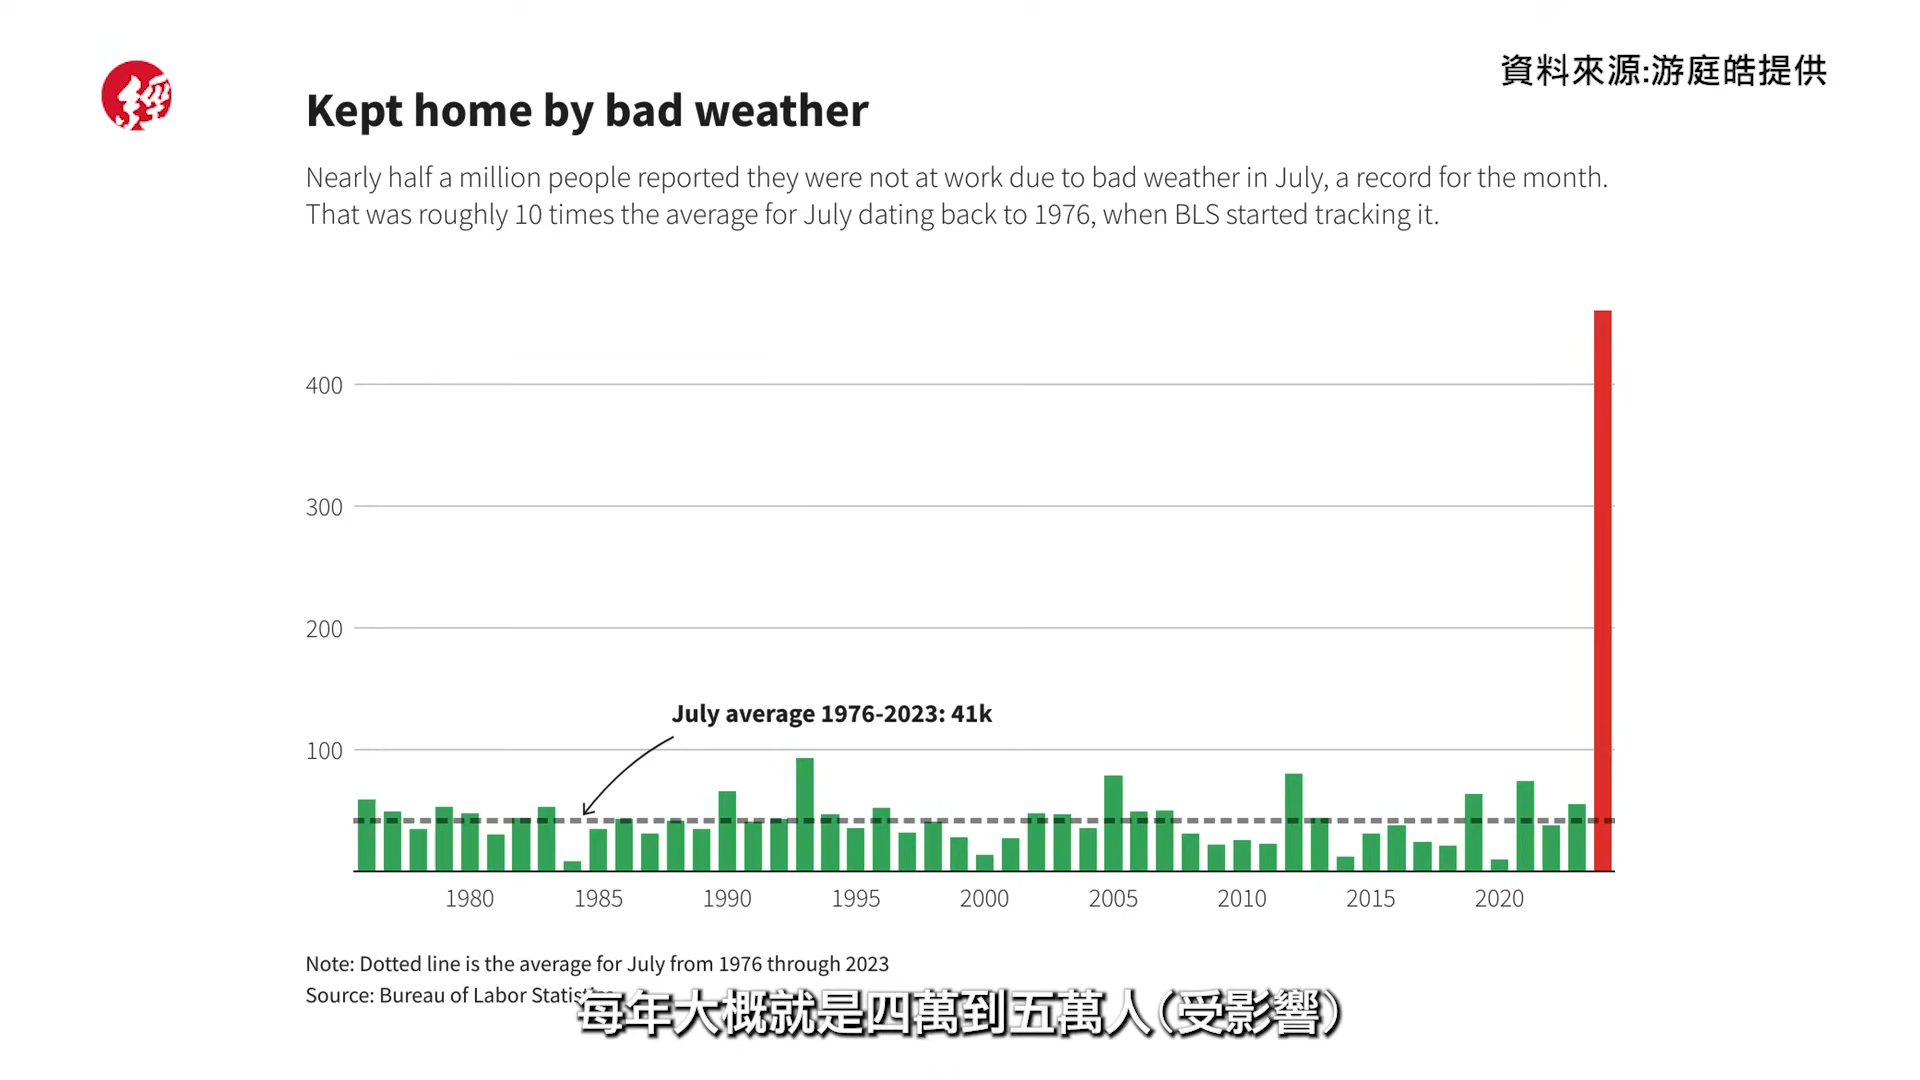 經
資料來源:游庭皓提供
Kept home by bad weather
Nearly half a million people reported they were not at work due to bad weather in July, a record for the month.
That was roughly 10 times the average for July dating back to 1976, when BLS started tracking it.
400
300
200
July average 1976-2023: 41k
100
1980 1985 1990 1995 2000 2005 2010 2015 2020
Note: Dotted line is the average for July from 1976 through 2023
Source: Bureau of Labor Statistics
每年大概就是四萬到五萬人(受影響)